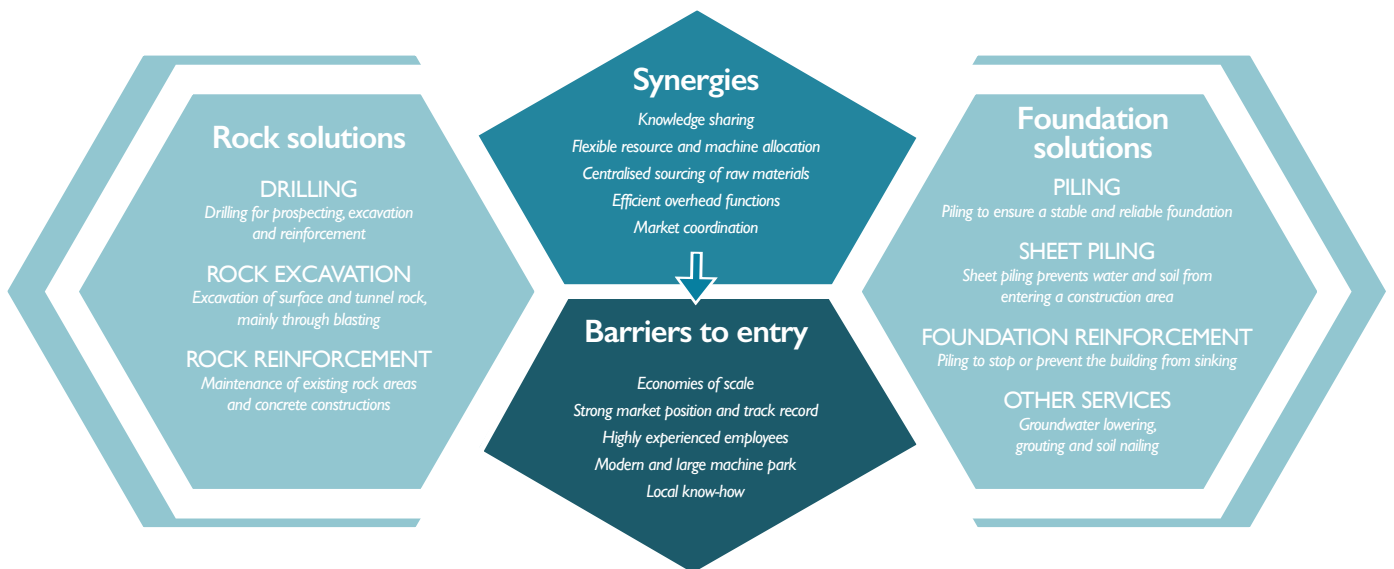 Rock solutions
DRILLING
Drilling for prospecting, excavation
and reinforcement
ROCK EXCAVATION
Excavation of surface and tunnel rock,
mainly through blasting
ROCK REINFORCEMENT
Maintenance of existing rock areas
and concrete constructions
Synergies
Knowledge sharing
Flexible resource and machine allocation
Centralised sourcing of raw materials
Efficient overhead functions
Market coordination
Barriers to entry
Economies of scale
Strong market position and track record
Highly experienced employees
Modern and large machine park
Local know-how
Foundation
solutions
PILING
Piling to ensure a stable and reliable foundation
SHEET PILING
Sheet piling prevents water and soil from
entering a construction area
FOUNDATION REINFORCEMENT
Piling to stop or prevent the building from sinking
OTHER SERVICES
Groundwater lowering,
grouting and soil nailing